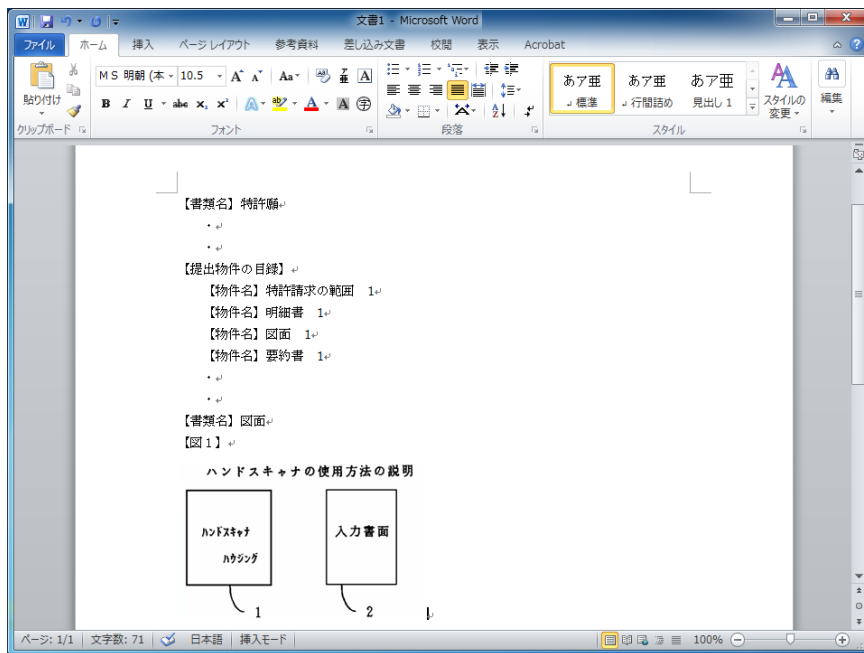 文書1 - Microsoft Word
ファイル ホーム 挿入 ページ レイアウト 参考資料 差し込み文書 校閲 表示 Acrobat
貼り付け
MS 明朝 (本 10.5 A A Aa A
B I U abc X₂ X² A ab A A 字
あア亜 あア亜 あア亜
標準 行間詰め 見出し 1
スタイルの変更
編集
クリップボード フォント 段落 スタイル
【書類名】特許願
・
・
【提出物件の目録】
【物件名】特許請求の範囲 1
【物件名】明細書 1
【物件名】図面 1
【物件名】要約書 1
・
・
【書類名】図面
【図1】
ハンドスキャナの使用方法の説明
ハンドスキャナ
ハウジング
入力書面
1 2
ページ: 1/1 文字数: 71 日本語 挿入モード 100%